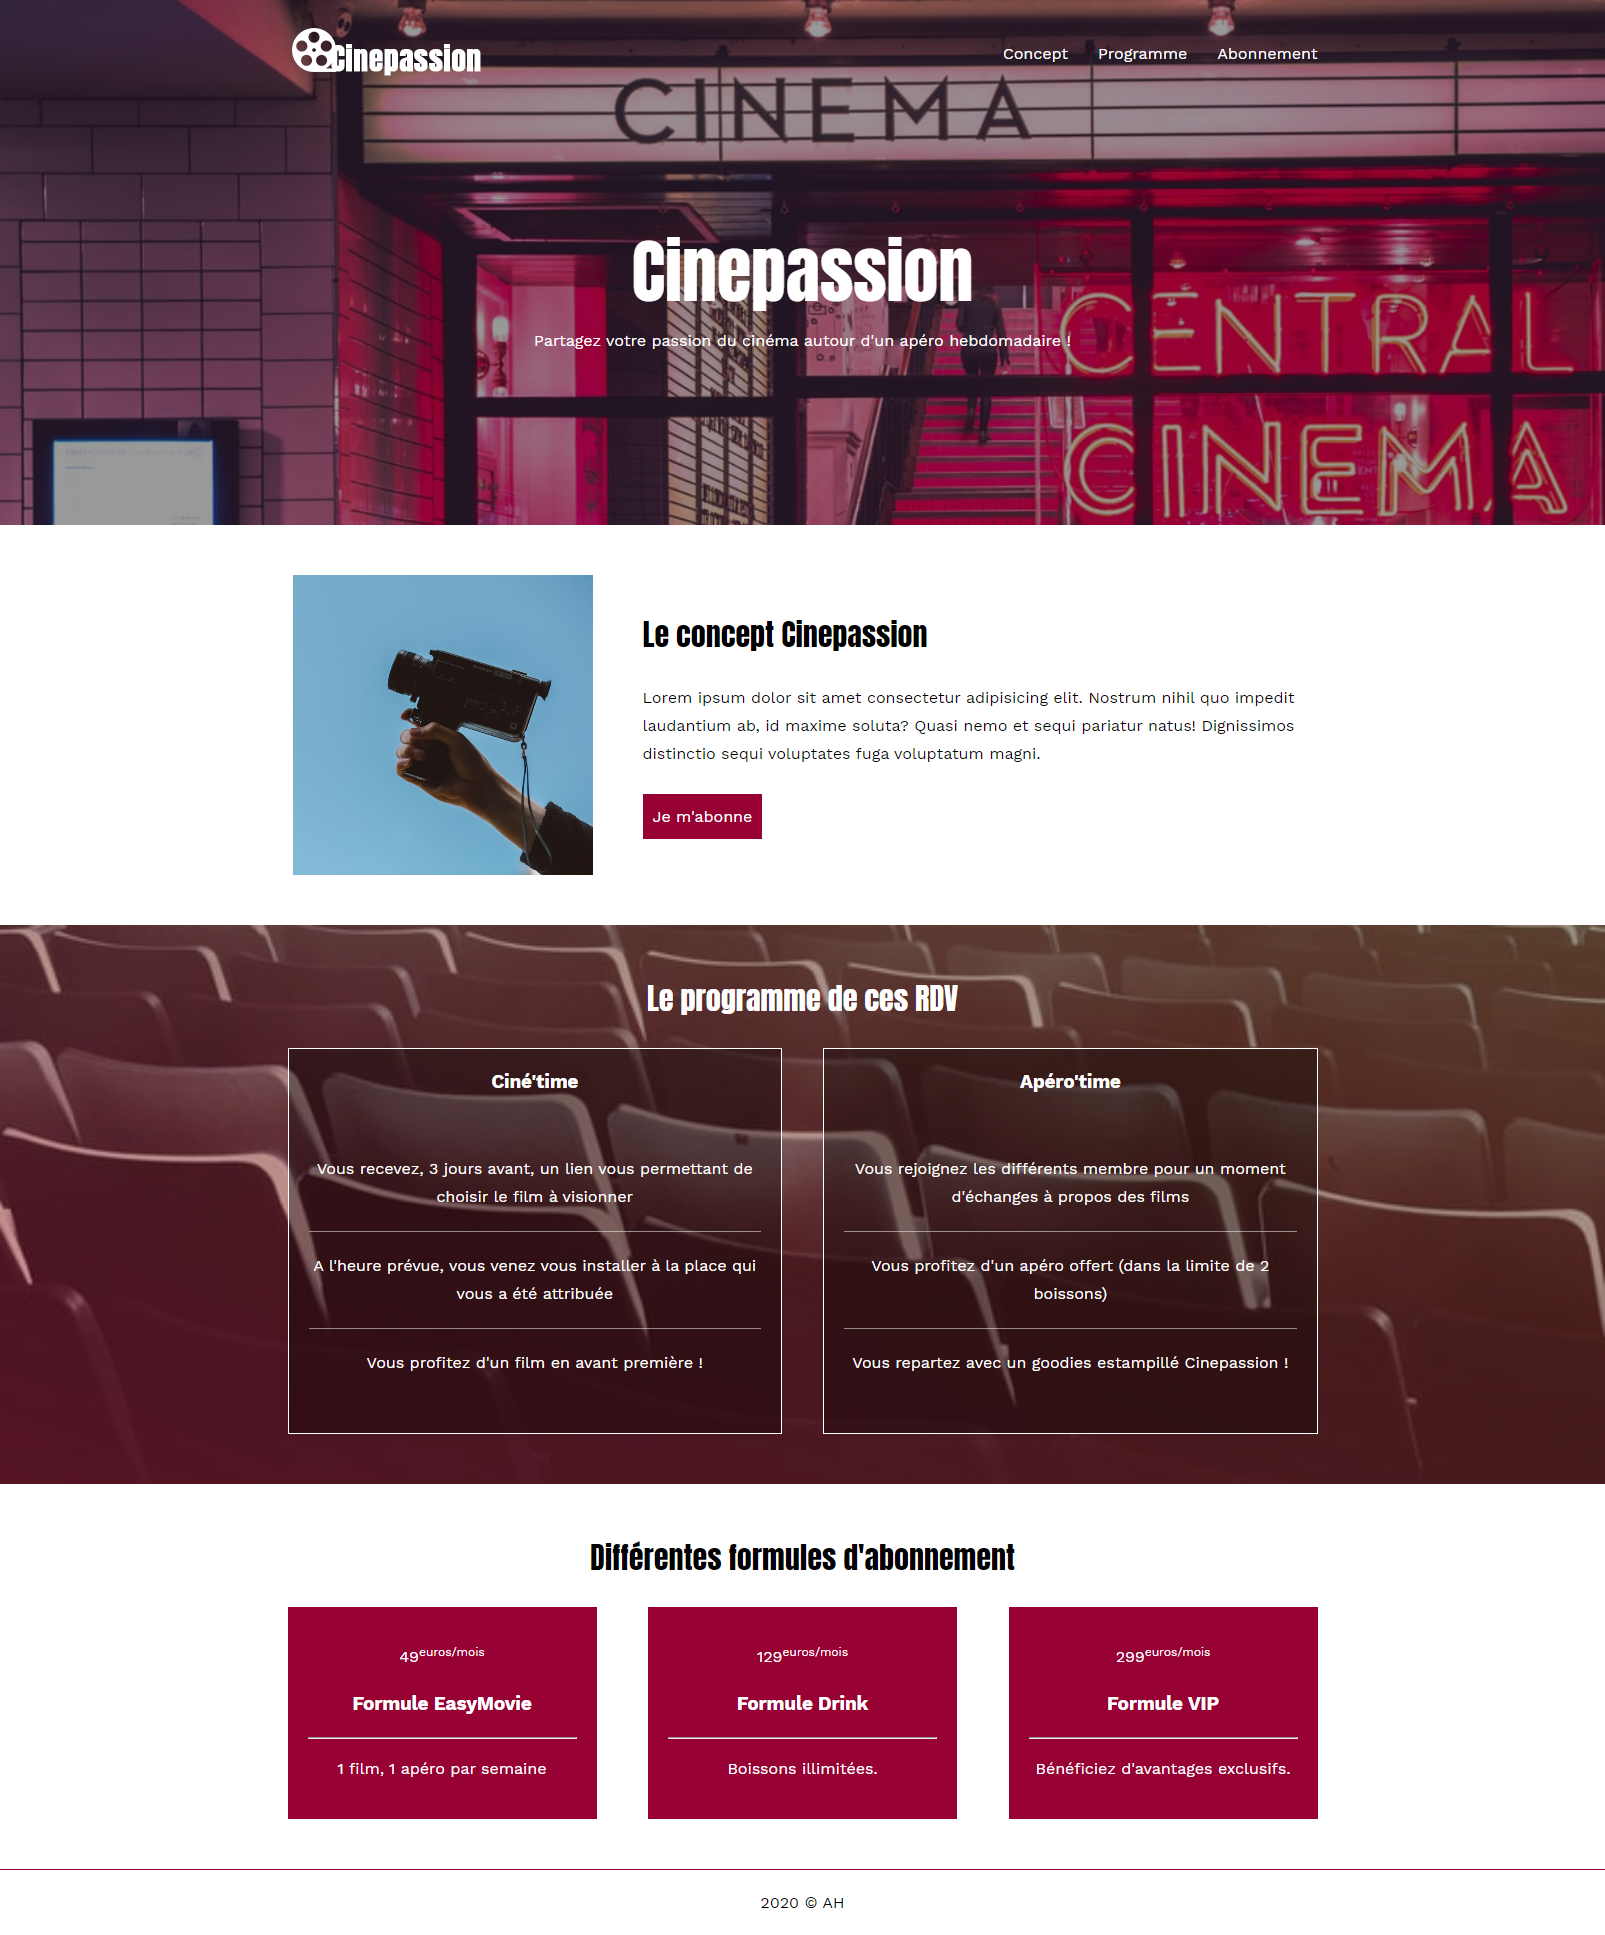 Cinepassion
Concept Programme Abonnement
CINEMA
Cinepassion
Partagez votre passion du cinéma autour d'un apéro hebdomadaire !
CENTRAL
CINEMA
Le concept Cinepassion
Lorem ipsum dolor sit amet consectetur adipisicing elit. Nostrum nihil quo impedit
laudantium ab, id maxime soluta? Quasi nemo et sequi pariatur natus! Dignissimos
distinctio sequi voluptates fuga voluptatum magni.
Je m'abonne
Le programme de ces RDV
Ciné'time
Vous recevez, 3 jours avant, un lien vous permettant de
choisir le film à visionner
A l'heure prévue, vous venez vous installer à la place qui
vous a été attribuée
Vous profitez d'un film en avant première !
Apéro'time
Vous rejoignez les différents membre pour un moment
d'échanges à propos des films
Vous profitez d'un apéro offert (dans la limite de 2
boissons)
Vous repartez avec un goodies estampillé Cinepassion !
Différentes formules d'abonnement
49euros/mois
Formule EasyMovie
1 film, 1 apéro par semaine
129euros/mois
Formule Drink
Boissons illimitées.
299euros/mois
Formule VIP
Bénéficiez d'avantages exclusifs.
2020 © AH